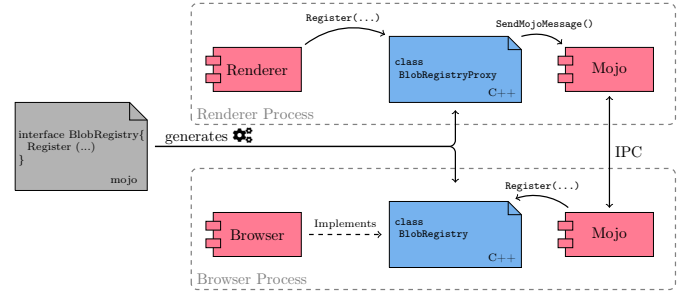 Register(...)
SendMojoMessage()
Renderer
class
BlobRegistryProxy
C++
Mojo
Renderer Process
interface BlobRegistry{
Register (...)
}
mojo
generates
IPC
Register(...)
Browser
Implements
class
BlobRegistry
C++
Mojo
Browser Process